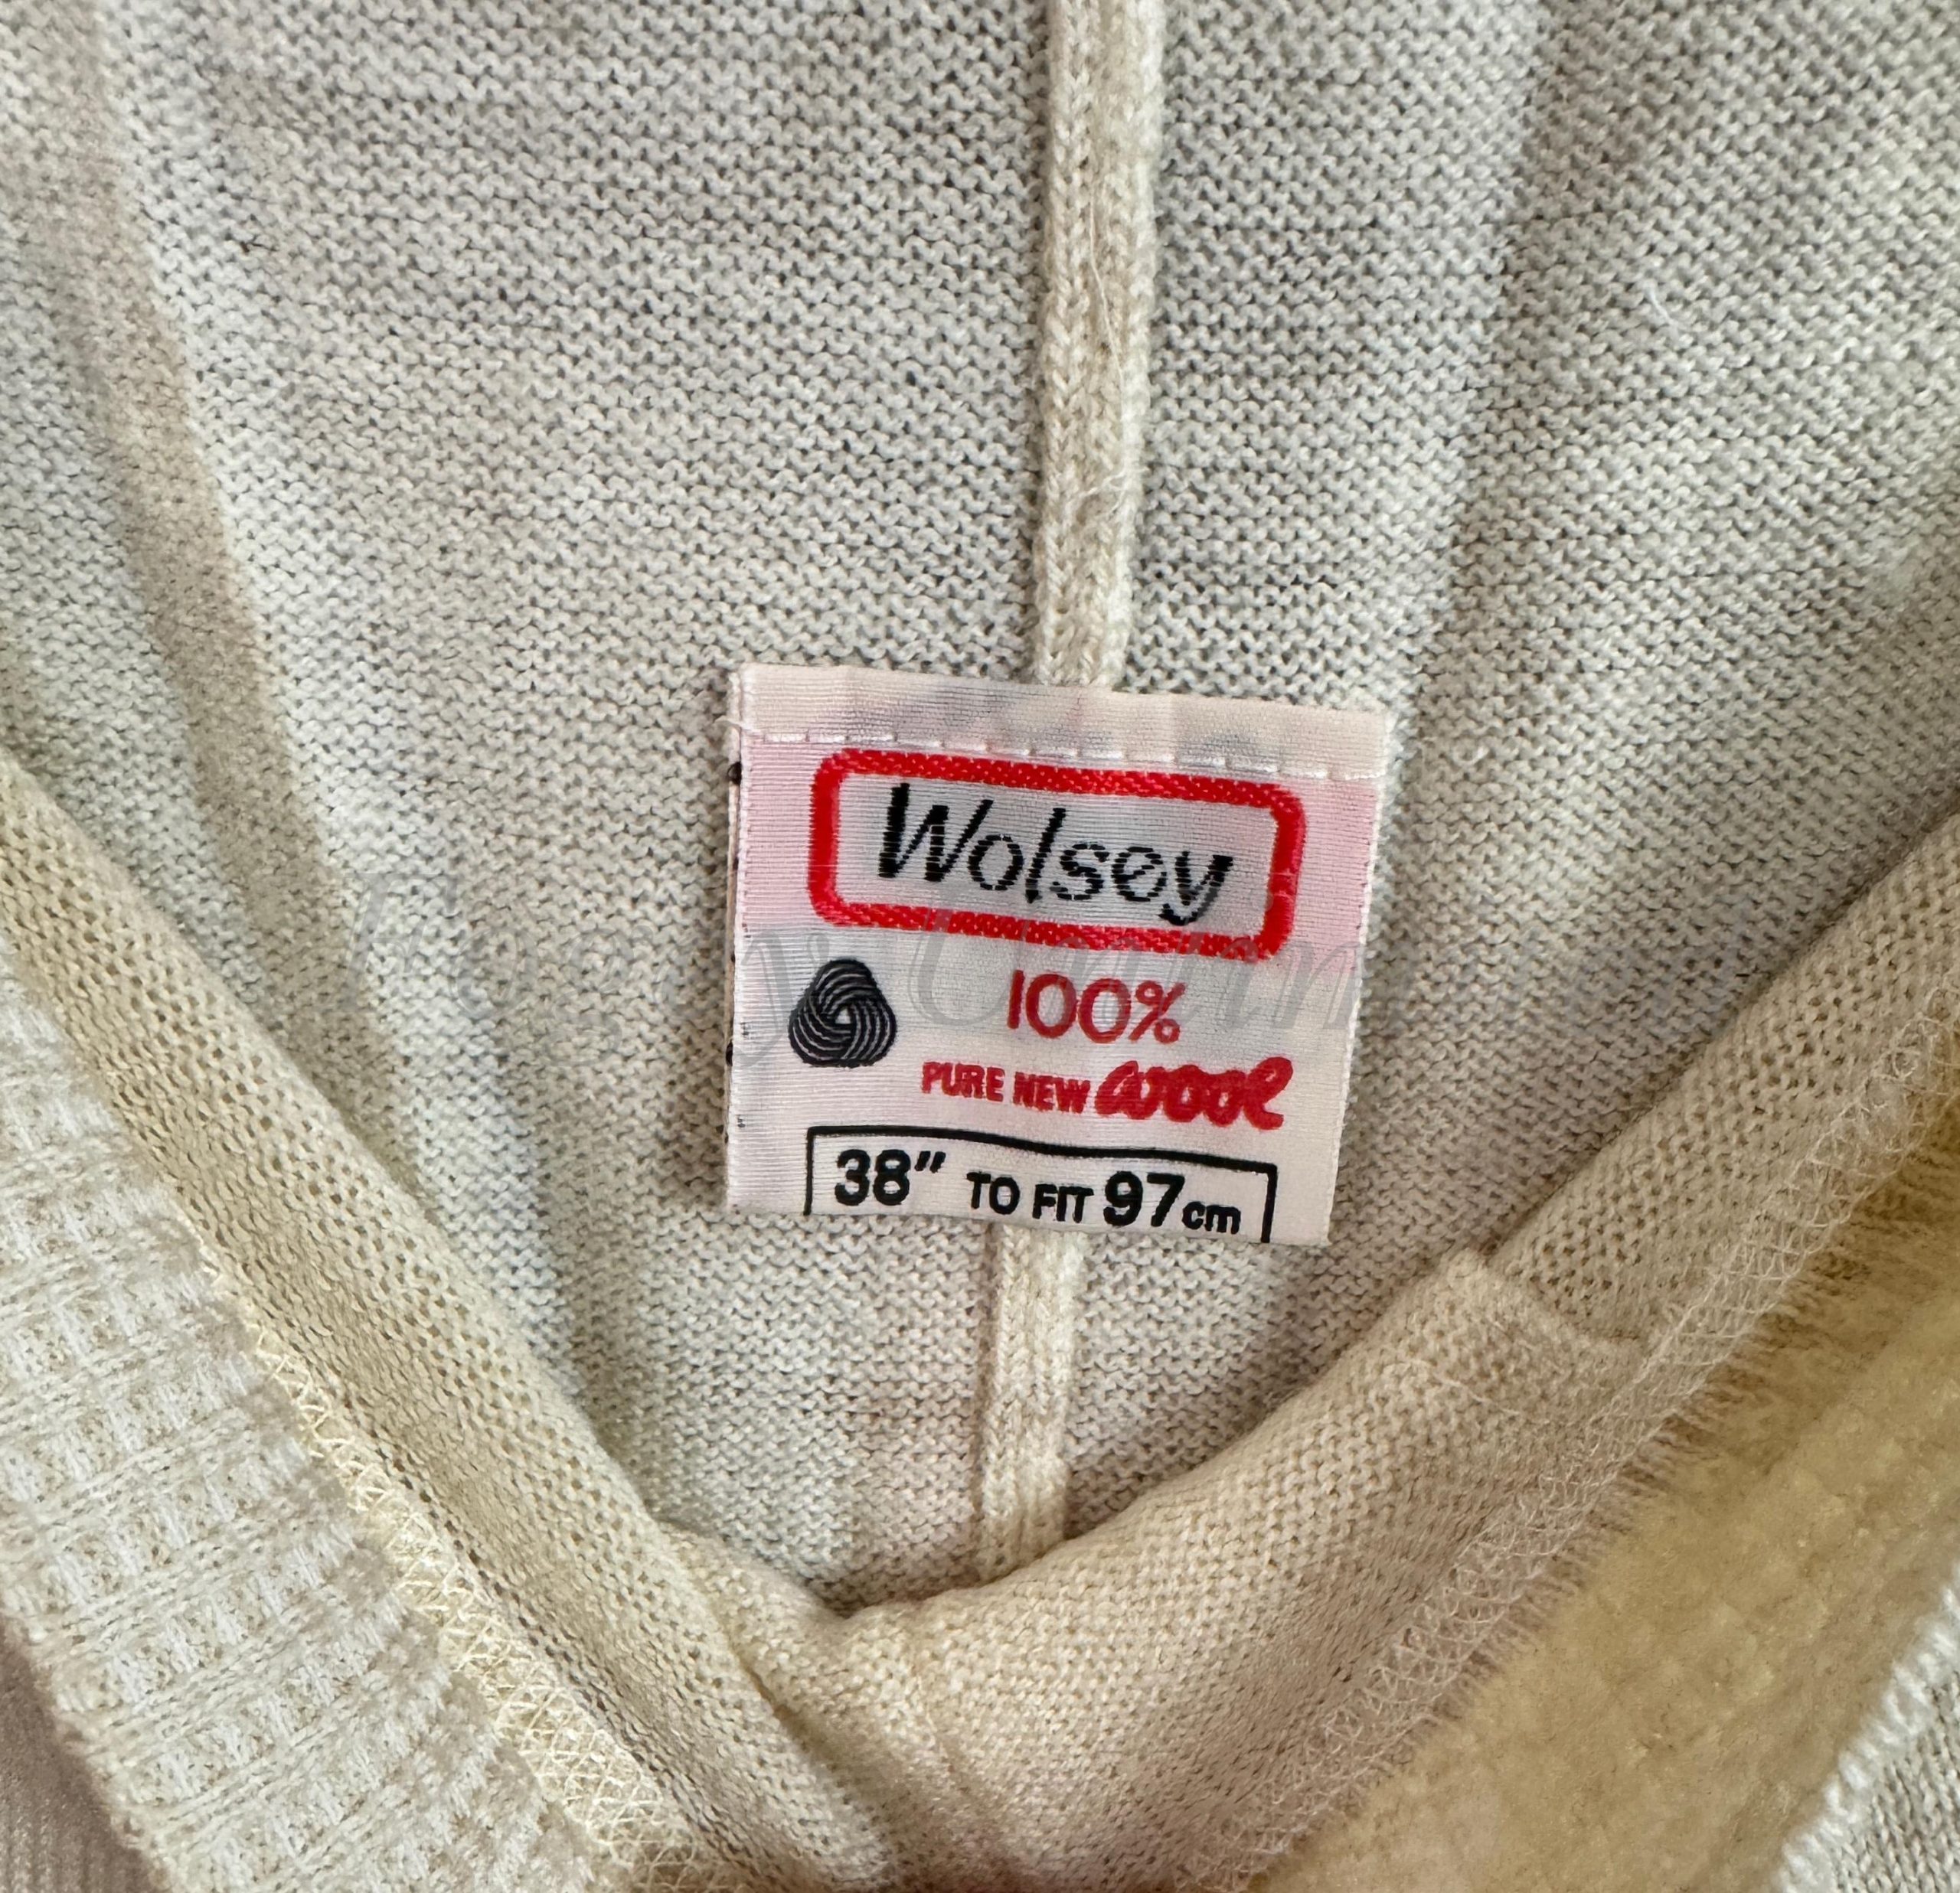 Wolsey
100%
PURE NEW wool
38" TO FIT 97cm